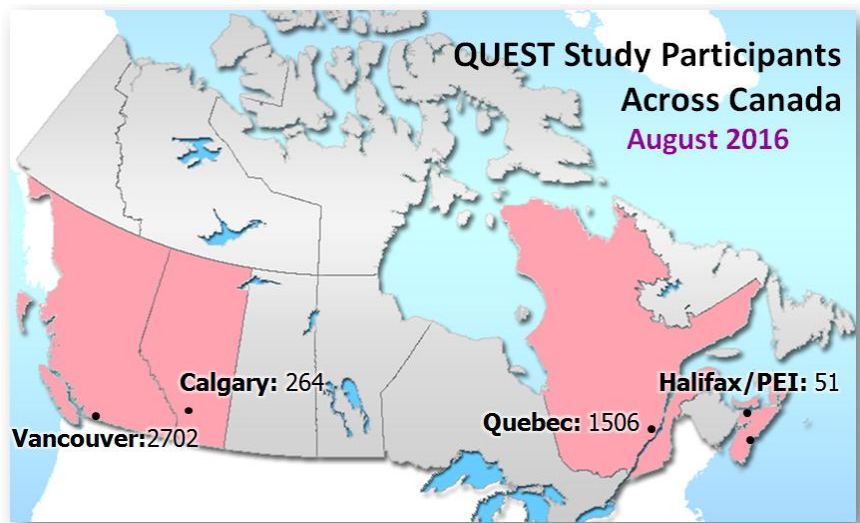 QUEST Study Participants
Across Canada
August 2016
Calgary: 264
Halifax/PEI: 51
Quebec: 1506
Vancouver:2702